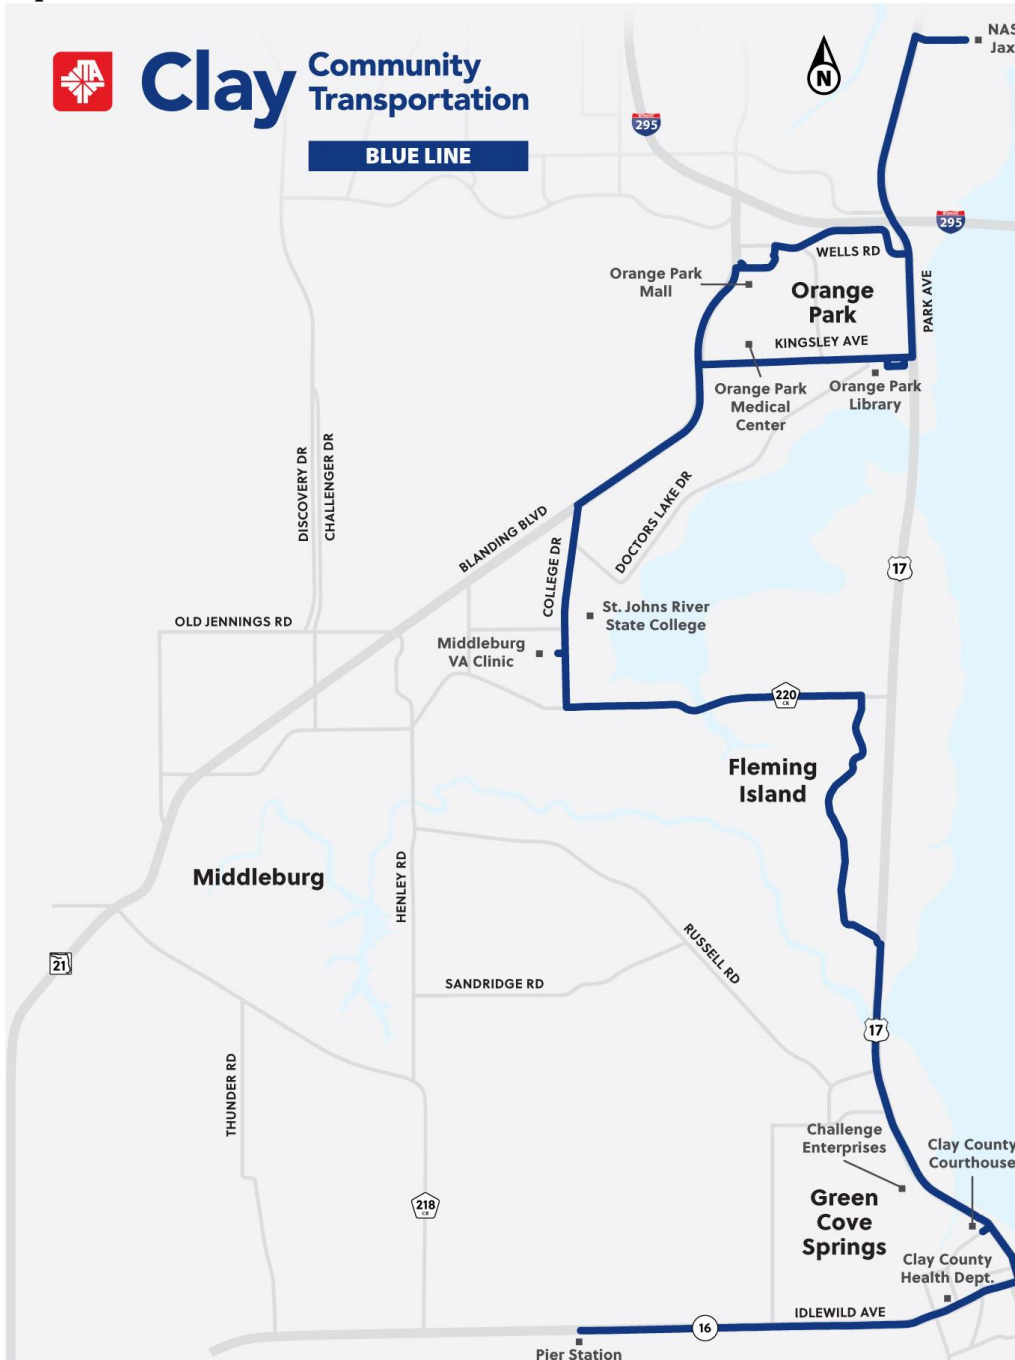 JTA
Clay
Community
Transportation
BLUE LINE
N
NAS
Jax
295
295
WELLS RD
Orange Park
Mall
Orange
Park
PARK AVE
KINGSLEY AVE
Orange Park
Medical
Center
Orange Park
Library
DISCOVERY DR
CHALLENGER DR
BLANDING BLVD
DOCTORS LAKE DR
COLLEGE DR
17
St. Johns River
State College
OLD JENNINGS RD
Middleburg
VA Clinic
220
CR
Fleming
Island
Middleburg
HENLEY RD
RUSSELL RD
21
SANDRIDGE RD
17
THUNDER RD
Challenge
Enterprises
Clay County
Courthouse
218
CR
Green
Cove
Springs
Clay County
Health Dept.
IDLEWILD AVE
16
Pier Station